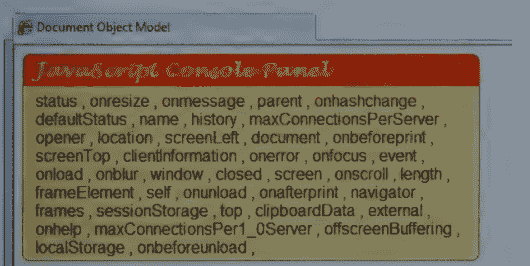 Document Object Model
JavaScript Console Panel
status , onresize , onmessage , parent , onhashchange ,
defaultStatus , name , history , maxConnectionsPerServer ,
opener , location , screenLeft , document , onbeforeprint ,
screenTop , clientInformation , onerror , onfocus , event ,
onload , onblur , window , closed , screen , onscroll , length ,
frameElement , self , onunload , onafterprint , navigator ,
frames , sessionStorage , top , clipboardData , external ,
onhelp , maxConnectionsPer1_0Server , offscreenBuffering ,
localStorage , onbeforeunload ,